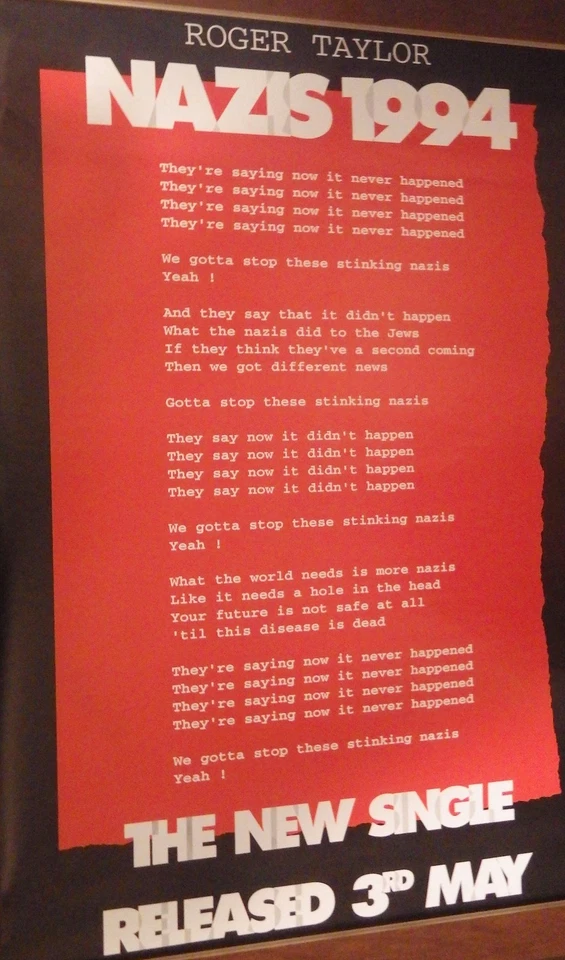 ROGER TAYLOR
NAZIS 1994
They're saying now it never happened
They're saying now it never happened
They're saying now it never happened
They're saying now it never happened
We gotta stop these stinking nazis
Yeah !
And they say that it didn't happen
What the nazis did to the Jews
If they think they've a second coming
Then we got different news
Gotta stop these stinking nazis
They say now it didn't happen
They say now it didn't happen
They say now it didn't happen
They say now it didn't happen
We gotta stop these stinking nazis
Yeah !
What the world needs is more nazis
Like it needs a hole in the head
Your future is not safe at all
'til this disease is dead
They're saying now it never happened
They're saying now it never happened
They're saying now it never happened
They're saying now it never happened
We gotta stop these stinking nazis
Yeah !
THE NEW SINGLE
RELEASED 3RD MAY